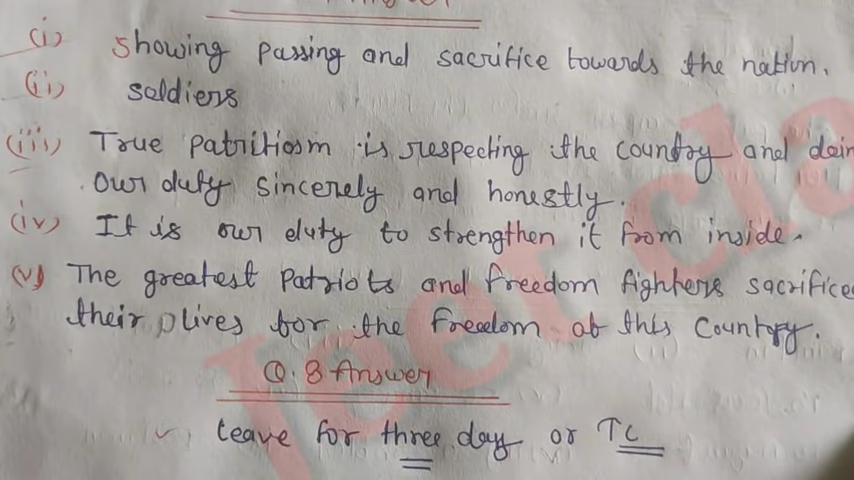 (i) showing passing and sacrifice towards the nation.
(ii) soldiers
(iii) True patritiosm is respecting the country and doin
our duty sincerely and honestly.
(iv) It is our duty to strengthen it from inside.
(v) The greatest patriots and freedom fighters sacrifice
their lives for the freedom of this country.
Q.8 Answer
leave for three day or TC